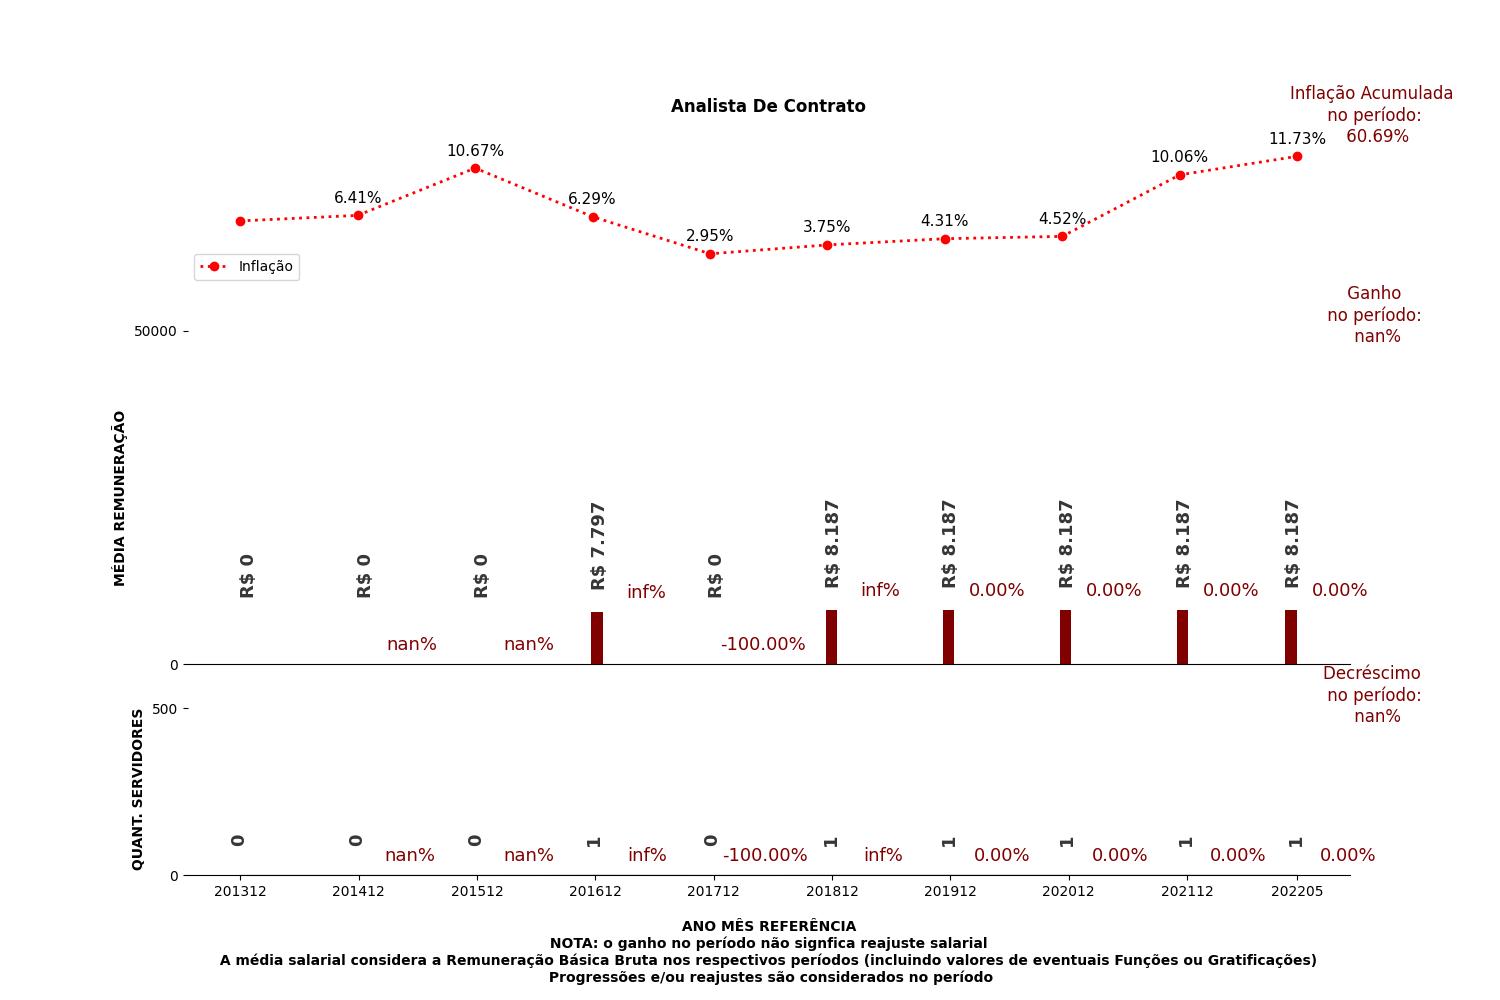 Analista De Contrato
Inflação Acumulada
no período:
60.69%
6.41%
10.67%
6.29%
2.95%
3.75%
4.31%
4.52%
10.06%
11.73%
Inflação
Ganho
no período:
nan%
MÉDIA REMUNERAÇÃO
50000
0
R$ 0
R$ 0
R$ 0
R$ 7.797
R$ 0
R$ 8.187
R$ 8.187
R$ 8.187
R$ 8.187
R$ 8.187
nan%
nan%
inf%
-100.00%
inf%
0.00%
0.00%
0.00%
0.00%
Decréscimo
no período:
nan%
QUANT. SERVIDORES
500
0
0
0
0
1
0
1
1
1
1
1
nan%
nan%
inf%
-100.00%
inf%
0.00%
0.00%
0.00%
0.00%
201312
201412
201512
201612
201712
201812
201912
202012
202112
202205
ANO MÊS REFERÊNCIA
NOTA: o ganho no período não signfica reajuste salarial
A média salarial considera a Remuneração Básica Bruta nos respectivos períodos (incluindo valores de eventuais Funções ou Gratificações)
Progressões e/ou reajustes são considerados no período